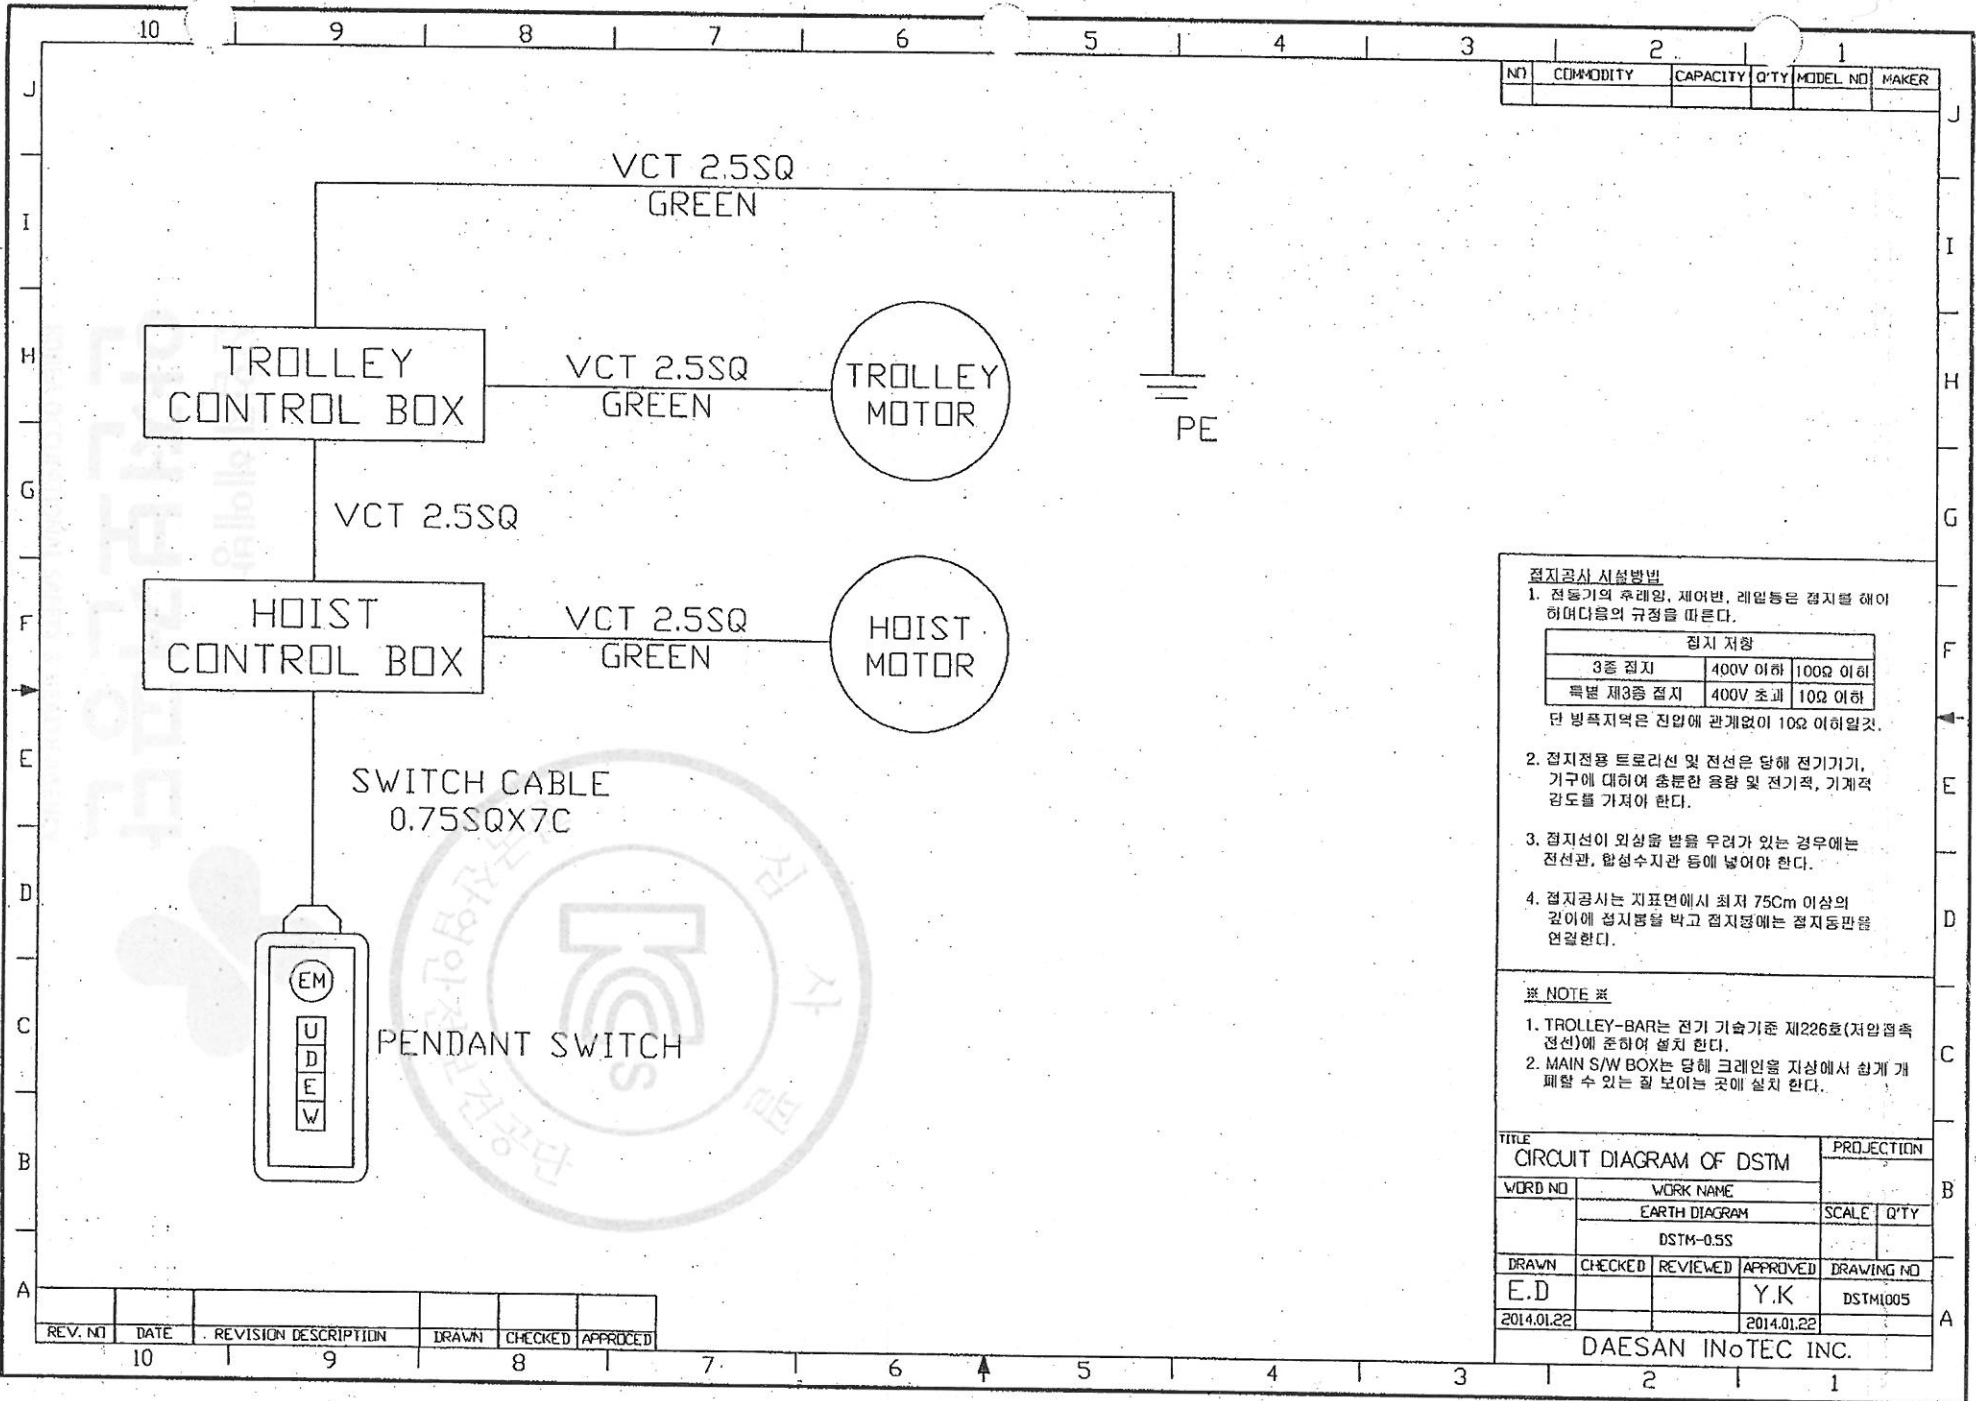 10 9 8 7 6 5 4 3 2 1
NO COMMODITY CAPACITY Q'TY MODEL NO MAKER
J
J
VCT 2.5SQ
GREEN
I
I
H
H
TROLLEY
CONTROL BOX
VCT 2.5SQ
GREEN
TROLLEY
MOTOR
PE
G
G
VCT 2.5SQ
HOIST
CONTROL BOX
VCT 2.5SQ
GREEN
HOIST
MOTOR
F
F
E
E
SWITCH CABLE
0.75SQX7C
D
D
EM
U
D
E
W
PENDANT SWITCH
C
C
B
B
A
A
심사필
KCS
접지공사 시설방법
1. 전동기의 후레임, 제어반, 레일등은 접지를 해야
하며다음의 규정을 따른다.
접지 저항
3종 접지 400V 이하 100Ω 이하
특별 제3종 접지 400V 초과 10Ω 이하
단 방폭지역은 전압에 관계없이 10Ω 이하일것.
2. 접지전용 트로리선 및 전선은 당해 전기기기,
기구에 대하여 충분한 용량 및 전기적, 기계적
강도를 가져야 한다.
3. 접지선이 외상을 받을 우려가 있는 경우에는
전선관, 합성수지관 등에 넣어야 한다.
4. 접지공사는 지표면에서 최저 75Cm 이상의
깊이에 접지봉을 박고 접지봉에는 접지동판을
연결한다.
※ NOTE ※
1. TROLLEY-BAR는 전기 기술기준 제226호(저압접촉
전선)에 준하여 설치 한다.
2. MAIN S/W BOX는 당해 크레인을 지상에서 쉽게 개
폐할 수 있는 잘 보이는 곳에 설치 한다.
TITLE
CIRCUIT DIAGRAM OF DSTM
PROJECTION
WORD NO WORK NAME
EARTH DIAGRAM SCALE Q'TY
DSTM-0.5S
DRAWN CHECKED REVIEWED APPROVED DRAWING NO
E.D Y.K DSTM1005
2014.01.22 2014.01.22
DAESAN INoTEC INC.
REV. NO DATE REVISION DESCRIPTION DRAWN CHECKED APPROCED
10 9 8 7 6 5 4 3 2 1